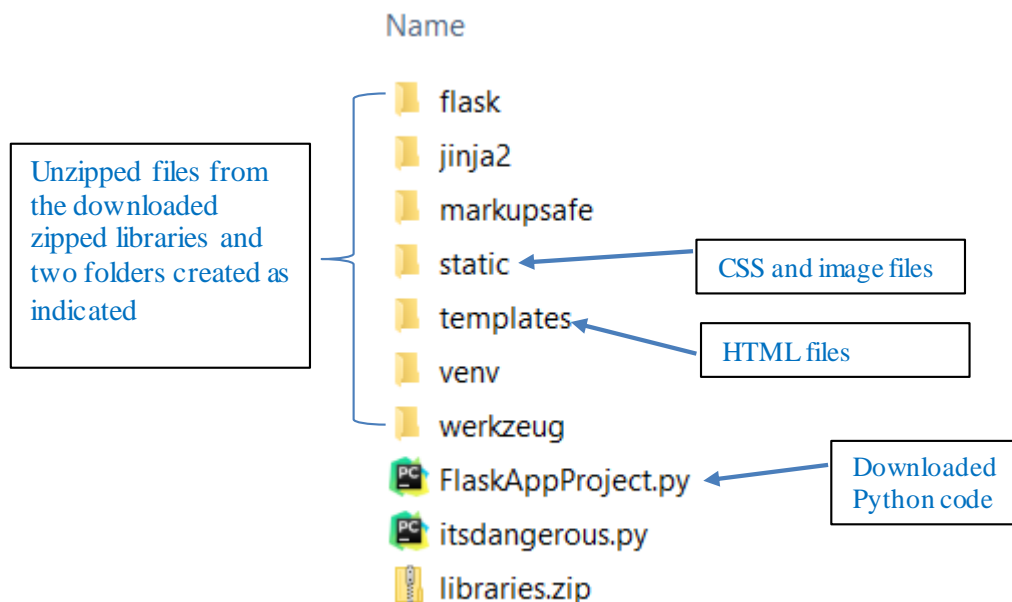 Name
flask
jinja2
markupsafe
static
templates
venv
werkzeug
FlaskAppProject.py
itsdangerous.py
libraries.zip
Unzipped files from
the downloaded
zipped libraries and
two folders created as
indicated
CSS and image files
HTML files
Downloaded
Python code